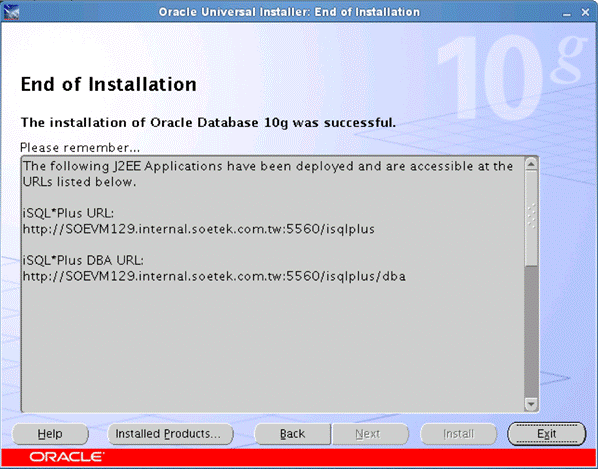 Oracle Universal Installer: End of Installation
10g
End of Installation
The installation of Oracle Database 10g was successful.
Please remember...
The following J2EE Applications have been deployed and are accessible at the
URLs listed below.
iSQL*Plus URL:
http://SOEVM129.internal.soetek.com.tw:5560/isqlplus
iSQL*Plus DBA URL:
http://SOEVM129.internal.soetek.com.tw:5560/isqlplus/dba
Help Installed Products... Back Next Install Exit
ORACLE